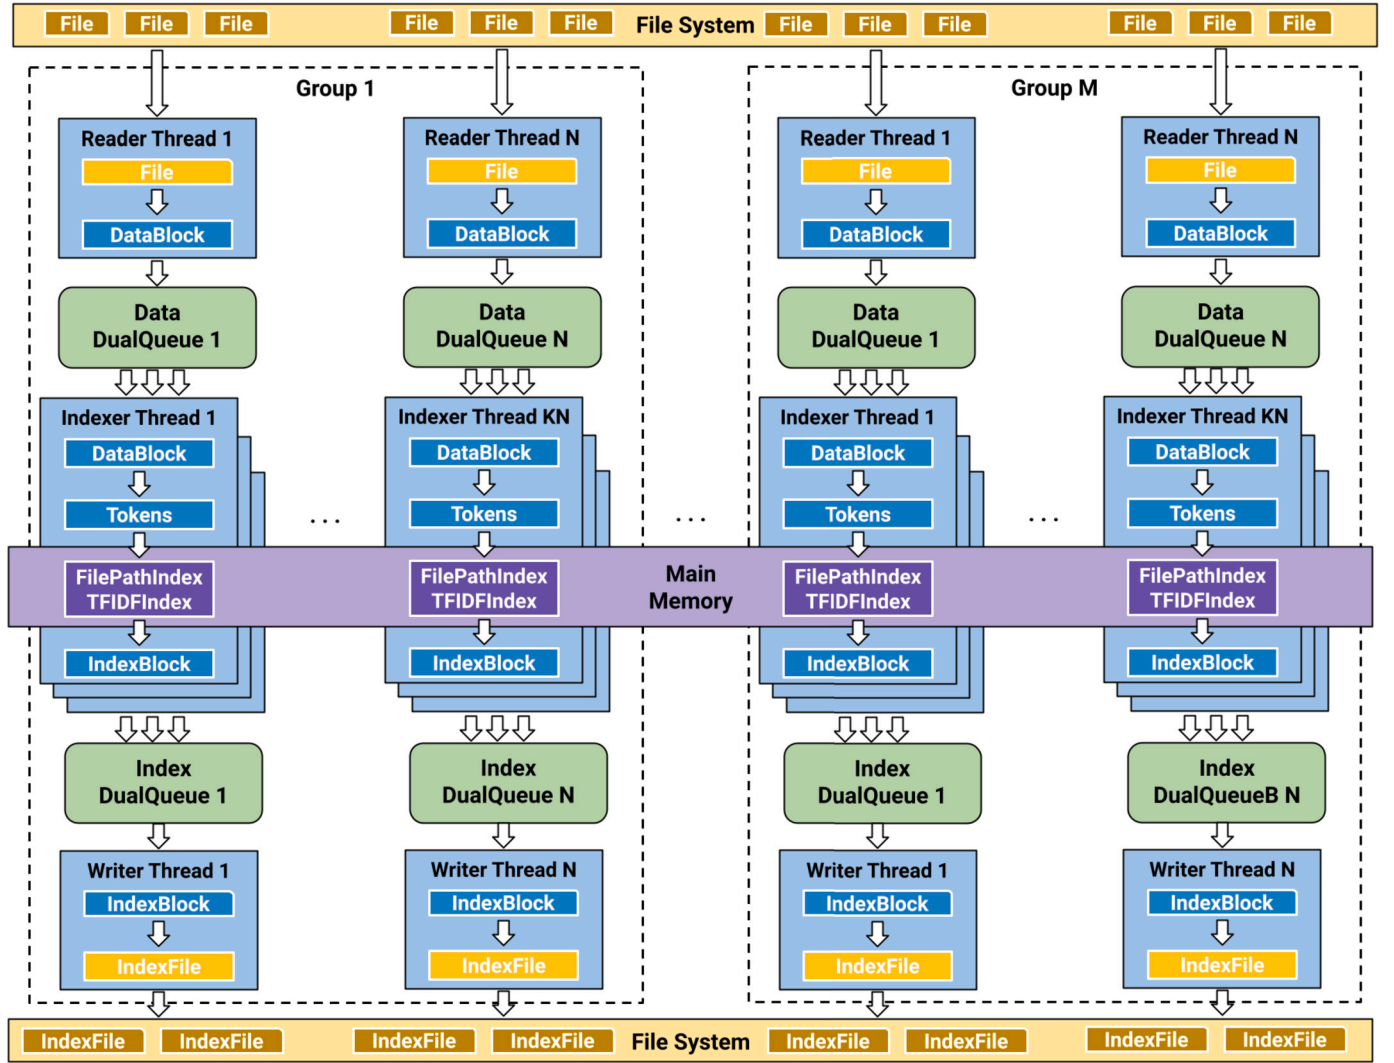 File File File File File File File System File File File File File File
Group 1 Group M
Reader Thread 1 Reader Thread N Reader Thread 1 Reader Thread N
File File File File
DataBlock DataBlock DataBlock DataBlock
Data Data Data Data
DualQueue 1 DualQueue N DualQueue 1 DualQueue N
Indexer Thread 1 Indexer Thread KN Indexer Thread 1 Indexer Thread KN
DataBlock DataBlock DataBlock DataBlock
Tokens Tokens Tokens Tokens
... ... ...
FilePathIndex FilePathIndex Main FilePathIndex FilePathIndex
TFIDFIndex TFIDFIndex Memory TFIDFIndex TFIDFIndex
IndexBlock IndexBlock IndexBlock IndexBlock
Index Index Index Index
DualQueue 1 DualQueue N DualQueue 1 DualQueueB N
Writer Thread 1 Writer Thread N Writer Thread 1 Writer Thread N
IndexBlock IndexBlock IndexBlock IndexBlock
IndexFile IndexFile IndexFile IndexFile
IndexFile IndexFile IndexFile IndexFile File System IndexFile IndexFile IndexFile IndexFile